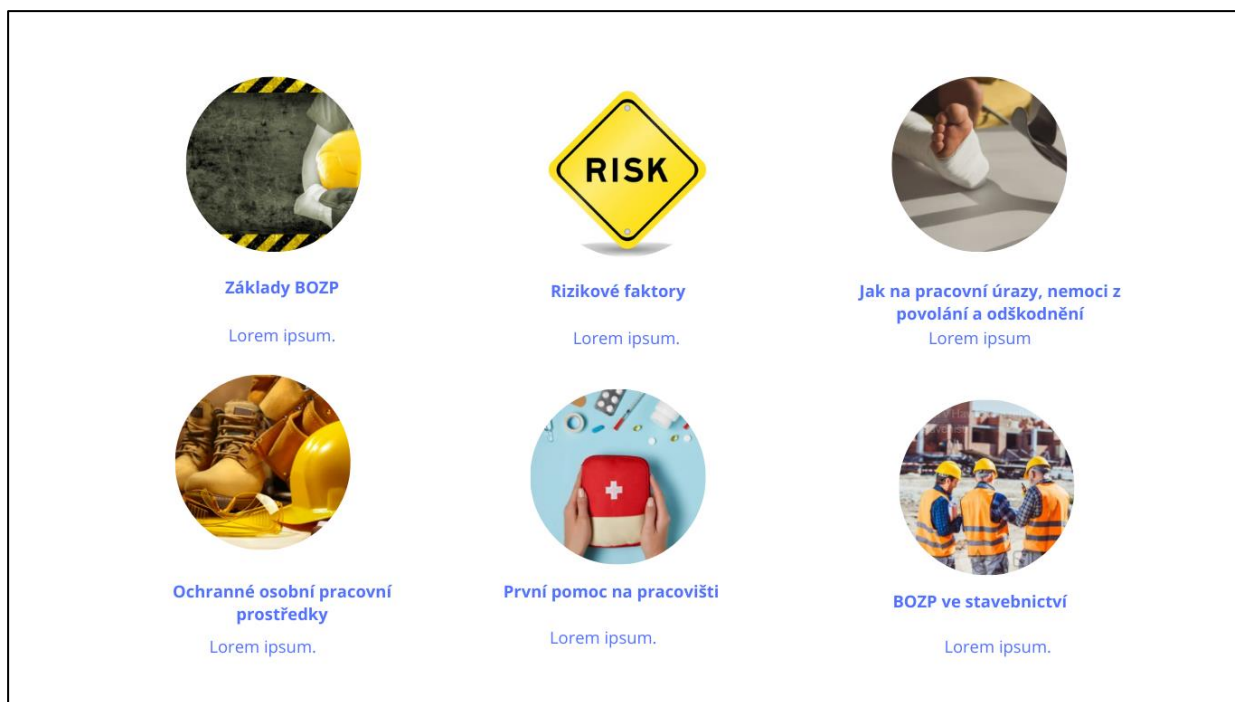 RISK
Základy BOZP
Rizikové faktory
Jak na pracovní úrazy, nemoci z
povolání a odškodnění
Lorem ipsum.
Lorem ipsum.
Lorem ipsum
Ochranné osobní pracovní
prostředky
První pomoc na pracovišti
BOZP ve stavebnictví
Lorem ipsum.
Lorem ipsum.
Lorem ipsum.